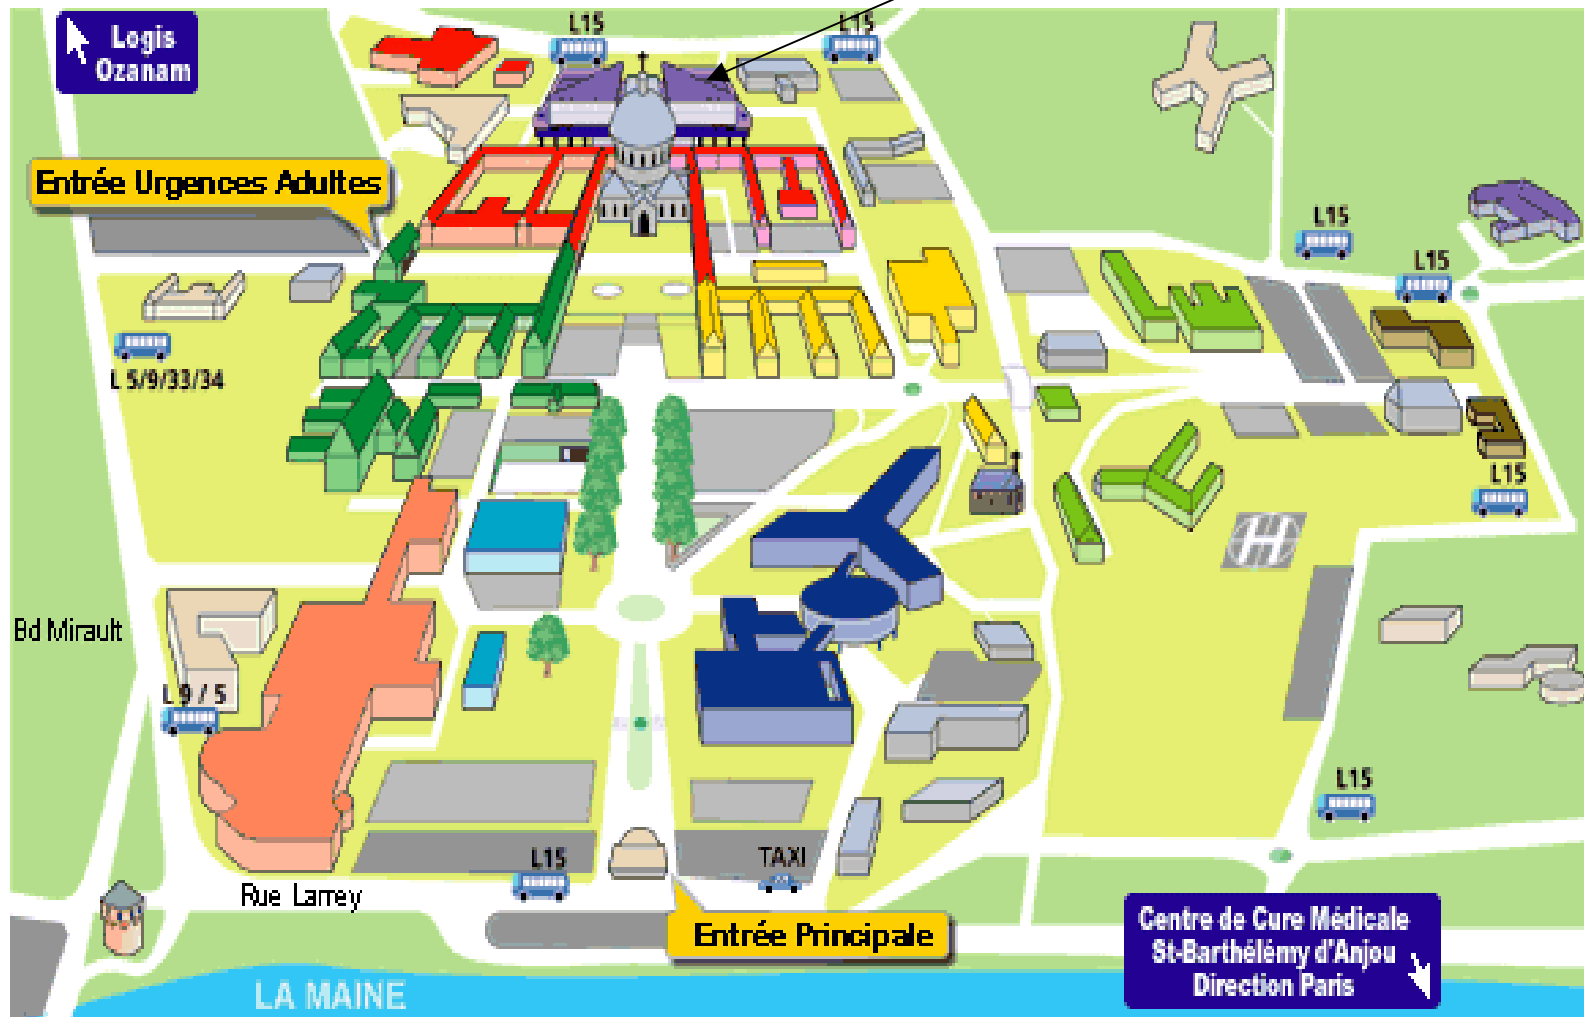 Logis
Ozanam
L15
L15
Entrée Urgences Adultes
L15
L15
L 5/9/33/34
L15
H
Bd Mirault
L 9 / 5
L15
L15
TAXI
Rue Larrey
Entrée Principale
Centre de Cure Médicale
St-Barthélémy d'Anjou
Direction Paris
LA MAINE